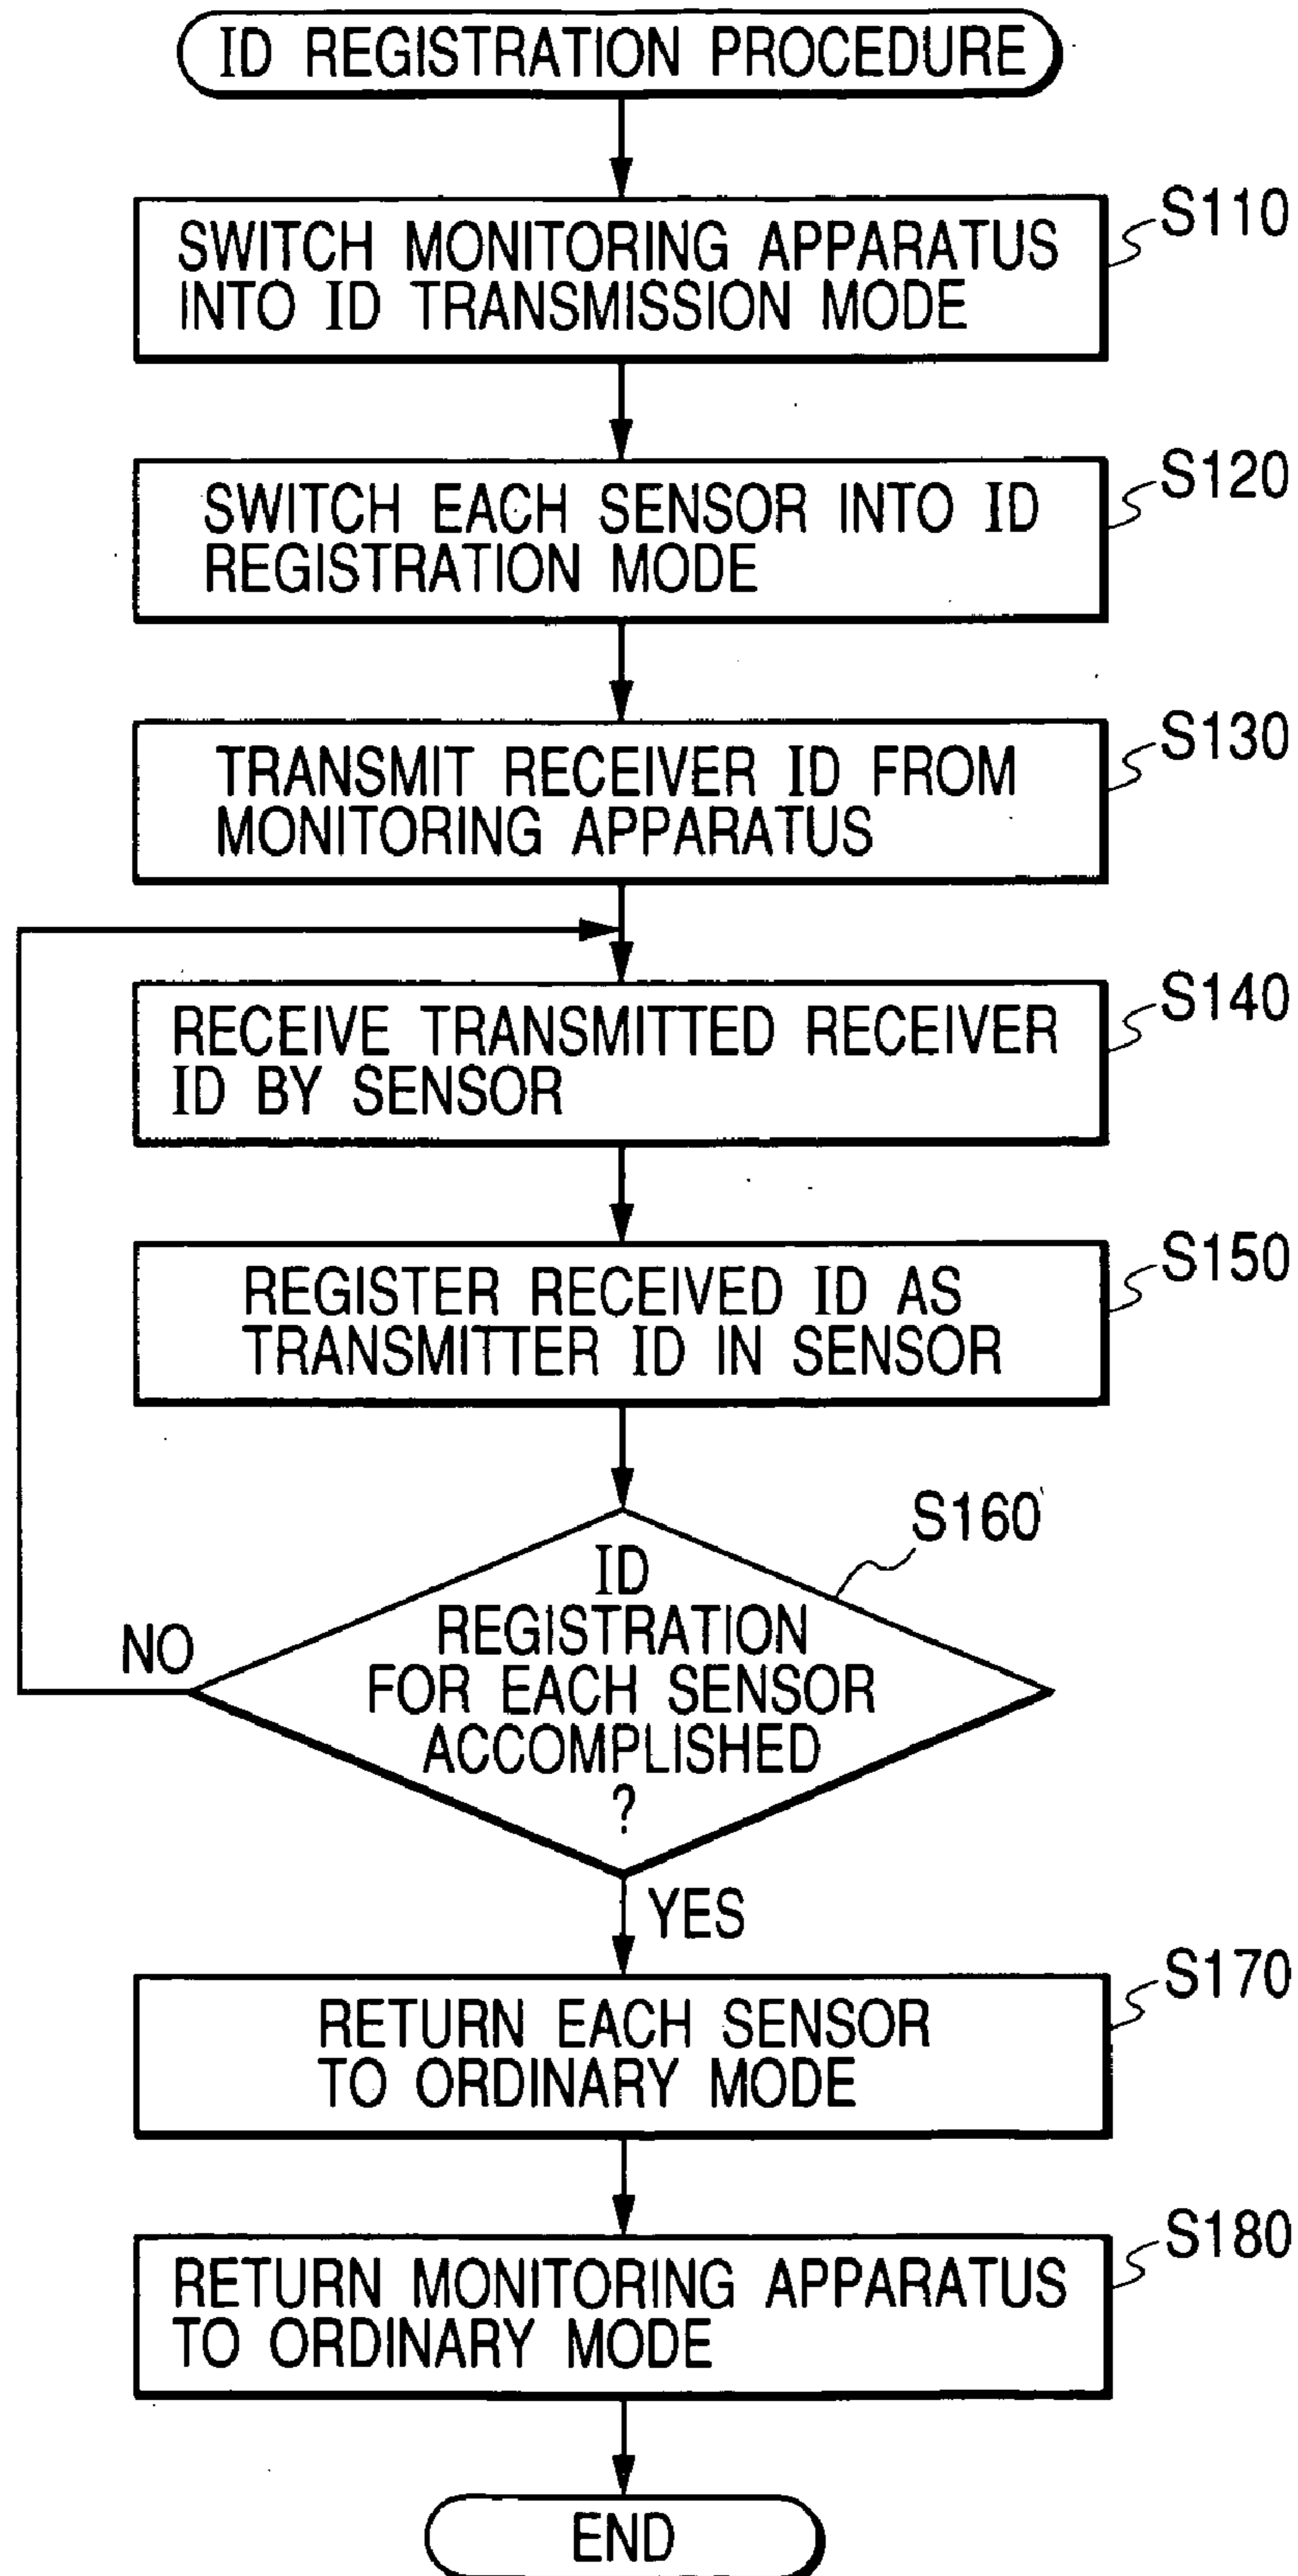 ID REGISTRATION PROCEDURE
S110
SWITCH MONITORING APPARATUS
INTO ID TRANSMISSION MODE
S120
SWITCH EACH SENSOR INTO ID
REGISTRATION MODE
S130
TRANSMIT RECEIVER ID FROM
MONITORING APPARATUS
S140
RECEIVE TRANSMITTED RECEIVER
ID BY SENSOR
S150
REGISTER RECEIVED ID AS
TRANSMITTER ID IN SENSOR
S160
ID
REGISTRATION
FOR EACH SENSOR
ACCOMPLISHED
?
NO
YES
S170
RETURN EACH SENSOR
TO ORDINARY MODE
S180
RETURN MONITORING APPARATUS
TO ORDINARY MODE
END